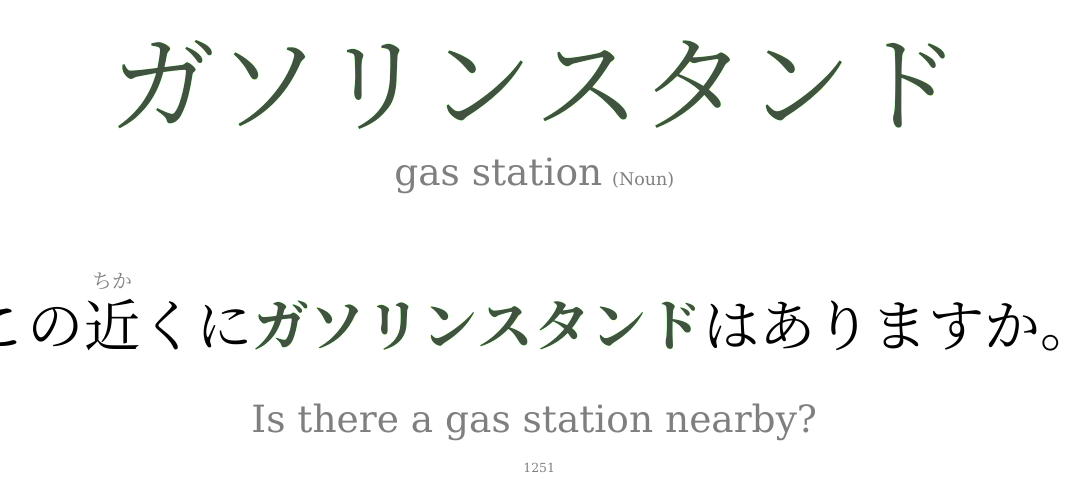 ガソリンスタンド
gas station (Noun)
ちか
この近くにガソリンスタンドはありますか。
Is there a gas station nearby?
1251